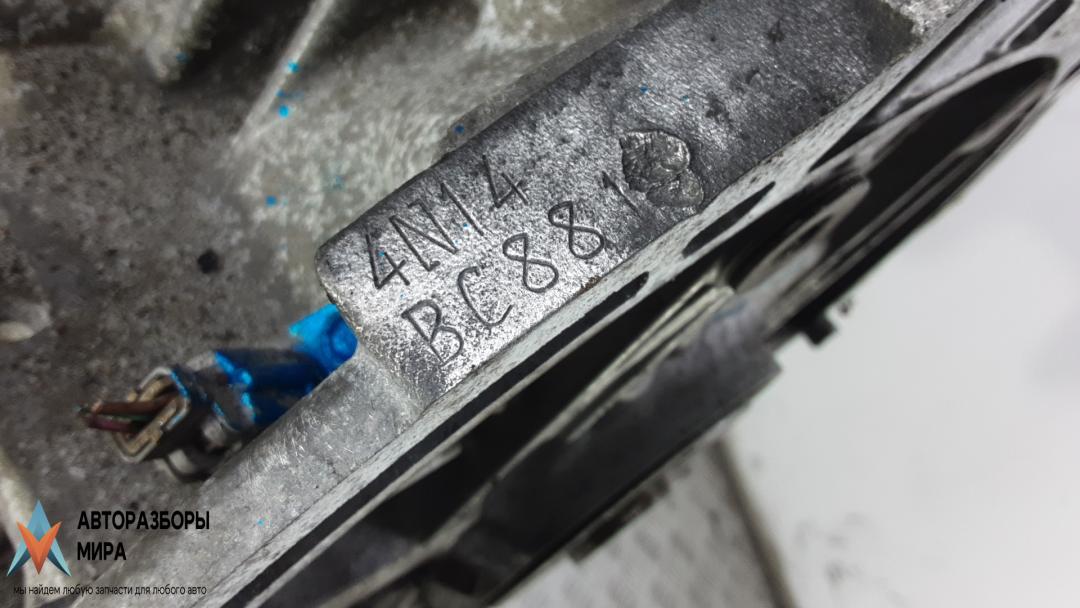 4N14
BC881
АВТОРАЗБОРЫ
МИРА
мы найдем любую запчасти для любого авто